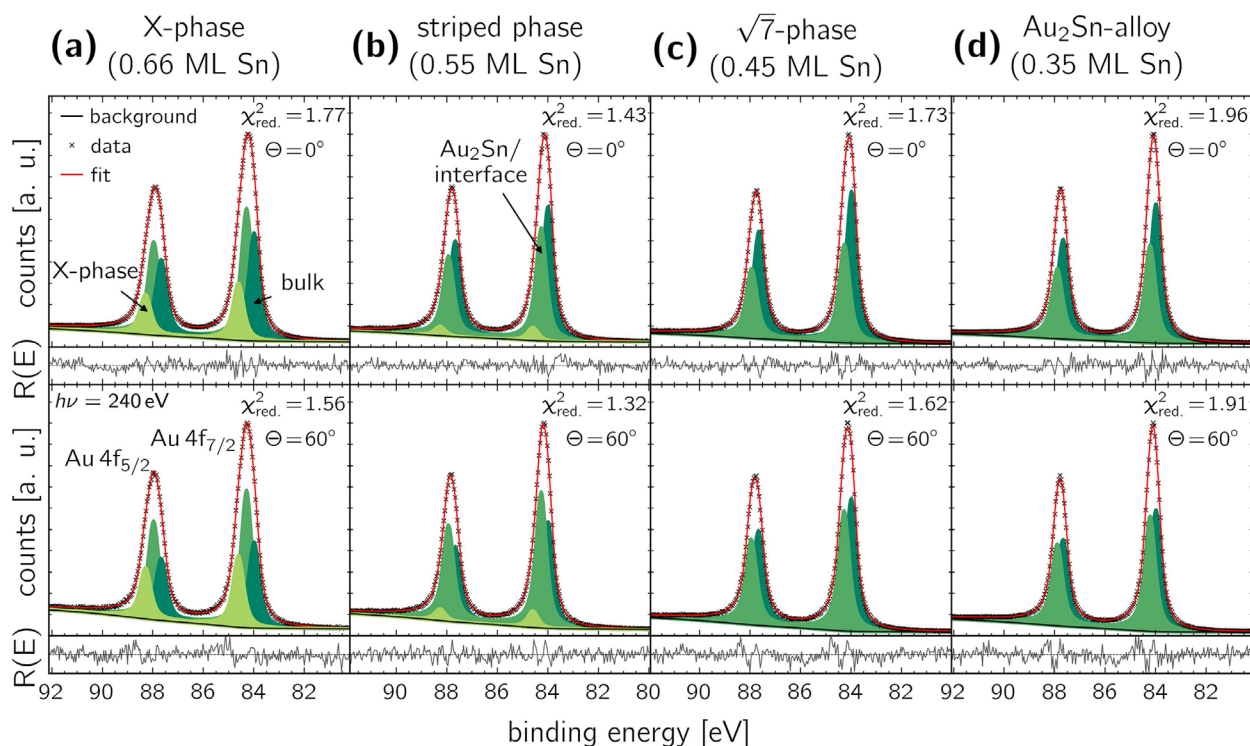 (a) X-phase
(0.66 ML Sn)
(b) striped phase
(0.55 ML Sn)
(c) √7-phase
(0.45 ML Sn)
(d) Au₂Sn-alloy
(0.35 ML Sn)
counts [a. u.]
background
data
fit
χ²red.=1.77
Θ=0°
X-phase
bulk
χ²red.=1.43
Θ=0°
Au₂Sn/
interface
χ²red.=1.73
Θ=0°
χ²red.=1.96
Θ=0°
R(E)
counts [a. u.]
hν = 240 eV
χ²red.=1.56
Θ=60°
Au 4f7/2
Au 4f5/2
χ²red.=1.32
Θ=60°
χ²red.=1.62
Θ=60°
χ²red.=1.91
Θ=60°
R(E)
90 88 86 84 82 90 88 86 84 82 80 90 88 86 84 82 92 90 88 86 84 82
binding energy [eV]